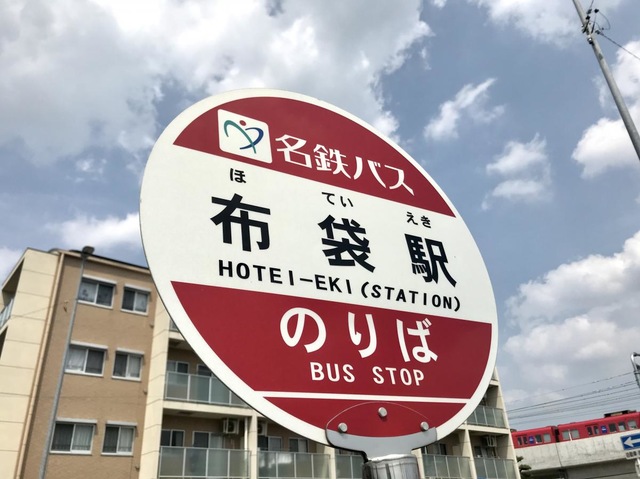 名鉄バス
ほ てい えき
布袋駅
HOTEI-EKI (STATION)
のりば
BUS STOP